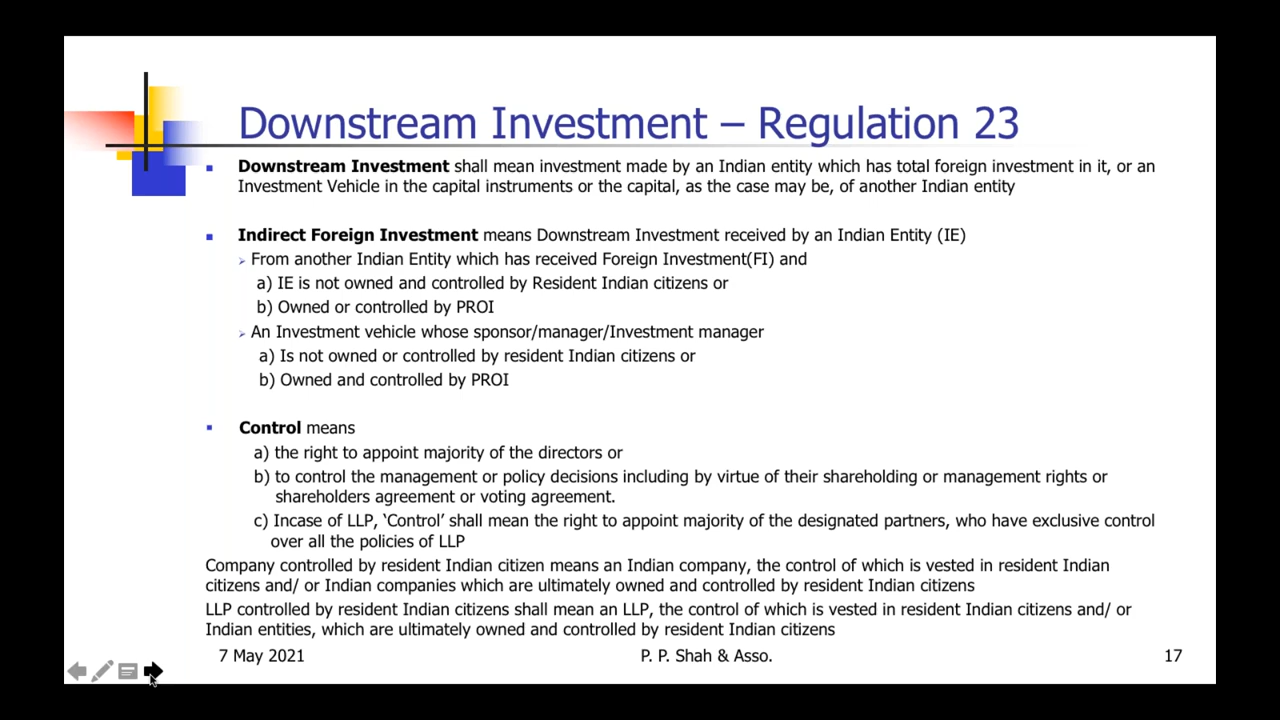 Downstream Investment – Regulation 23
Downstream Investment shall mean investment made by an Indian entity which has total foreign investment in it, or an
Investment Vehicle in the capital instruments or the capital, as the case may be, of another Indian entity
Indirect Foreign Investment means Downstream Investment received by an Indian Entity (IE)
From another Indian Entity which has received Foreign Investment(FI) and
a) IE is not owned and controlled by Resident Indian citizens or
b) Owned or controlled by PROI
An Investment vehicle whose sponsor/manager/Investment manager
a) Is not owned or controlled by resident Indian citizens or
b) Owned and controlled by PROI
Control means
a) the right to appoint majority of the directors or
b) to control the management or policy decisions including by virtue of their shareholding or management rights or
shareholders agreement or voting agreement.
c) Incase of LLP, ‘Control’ shall mean the right to appoint majority of the designated partners, who have exclusive control
over all the policies of LLP
Company controlled by resident Indian citizen means an Indian company, the control of which is vested in resident Indian
citizens and/ or Indian companies which are ultimately owned and controlled by resident Indian citizens
LLP controlled by resident Indian citizens shall mean an LLP, the control of which is vested in resident Indian citizens and/ or
Indian entities, which are ultimately owned and controlled by resident Indian citizens
7 May 2021 P. P. Shah & Asso. 17